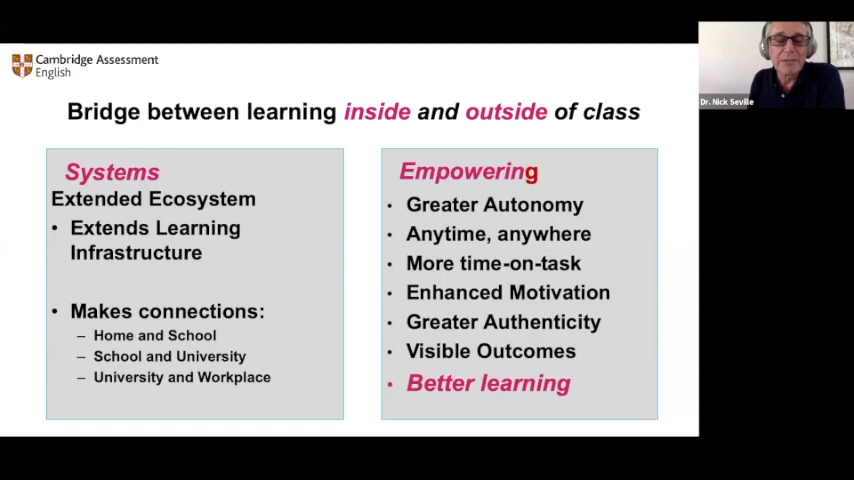 Cambridge Assessment
English
Bridge between learning inside and outside of class
Systems
Extended Ecosystem
• Extends Learning
Infrastructure
• Makes connections:
– Home and School
– School and University
– University and Workplace
Empowering
• Greater Autonomy
• Anytime, anywhere
• More time-on-task
• Enhanced Motivation
• Greater Authenticity
• Visible Outcomes
• Better learning
Dr. Nick Seville